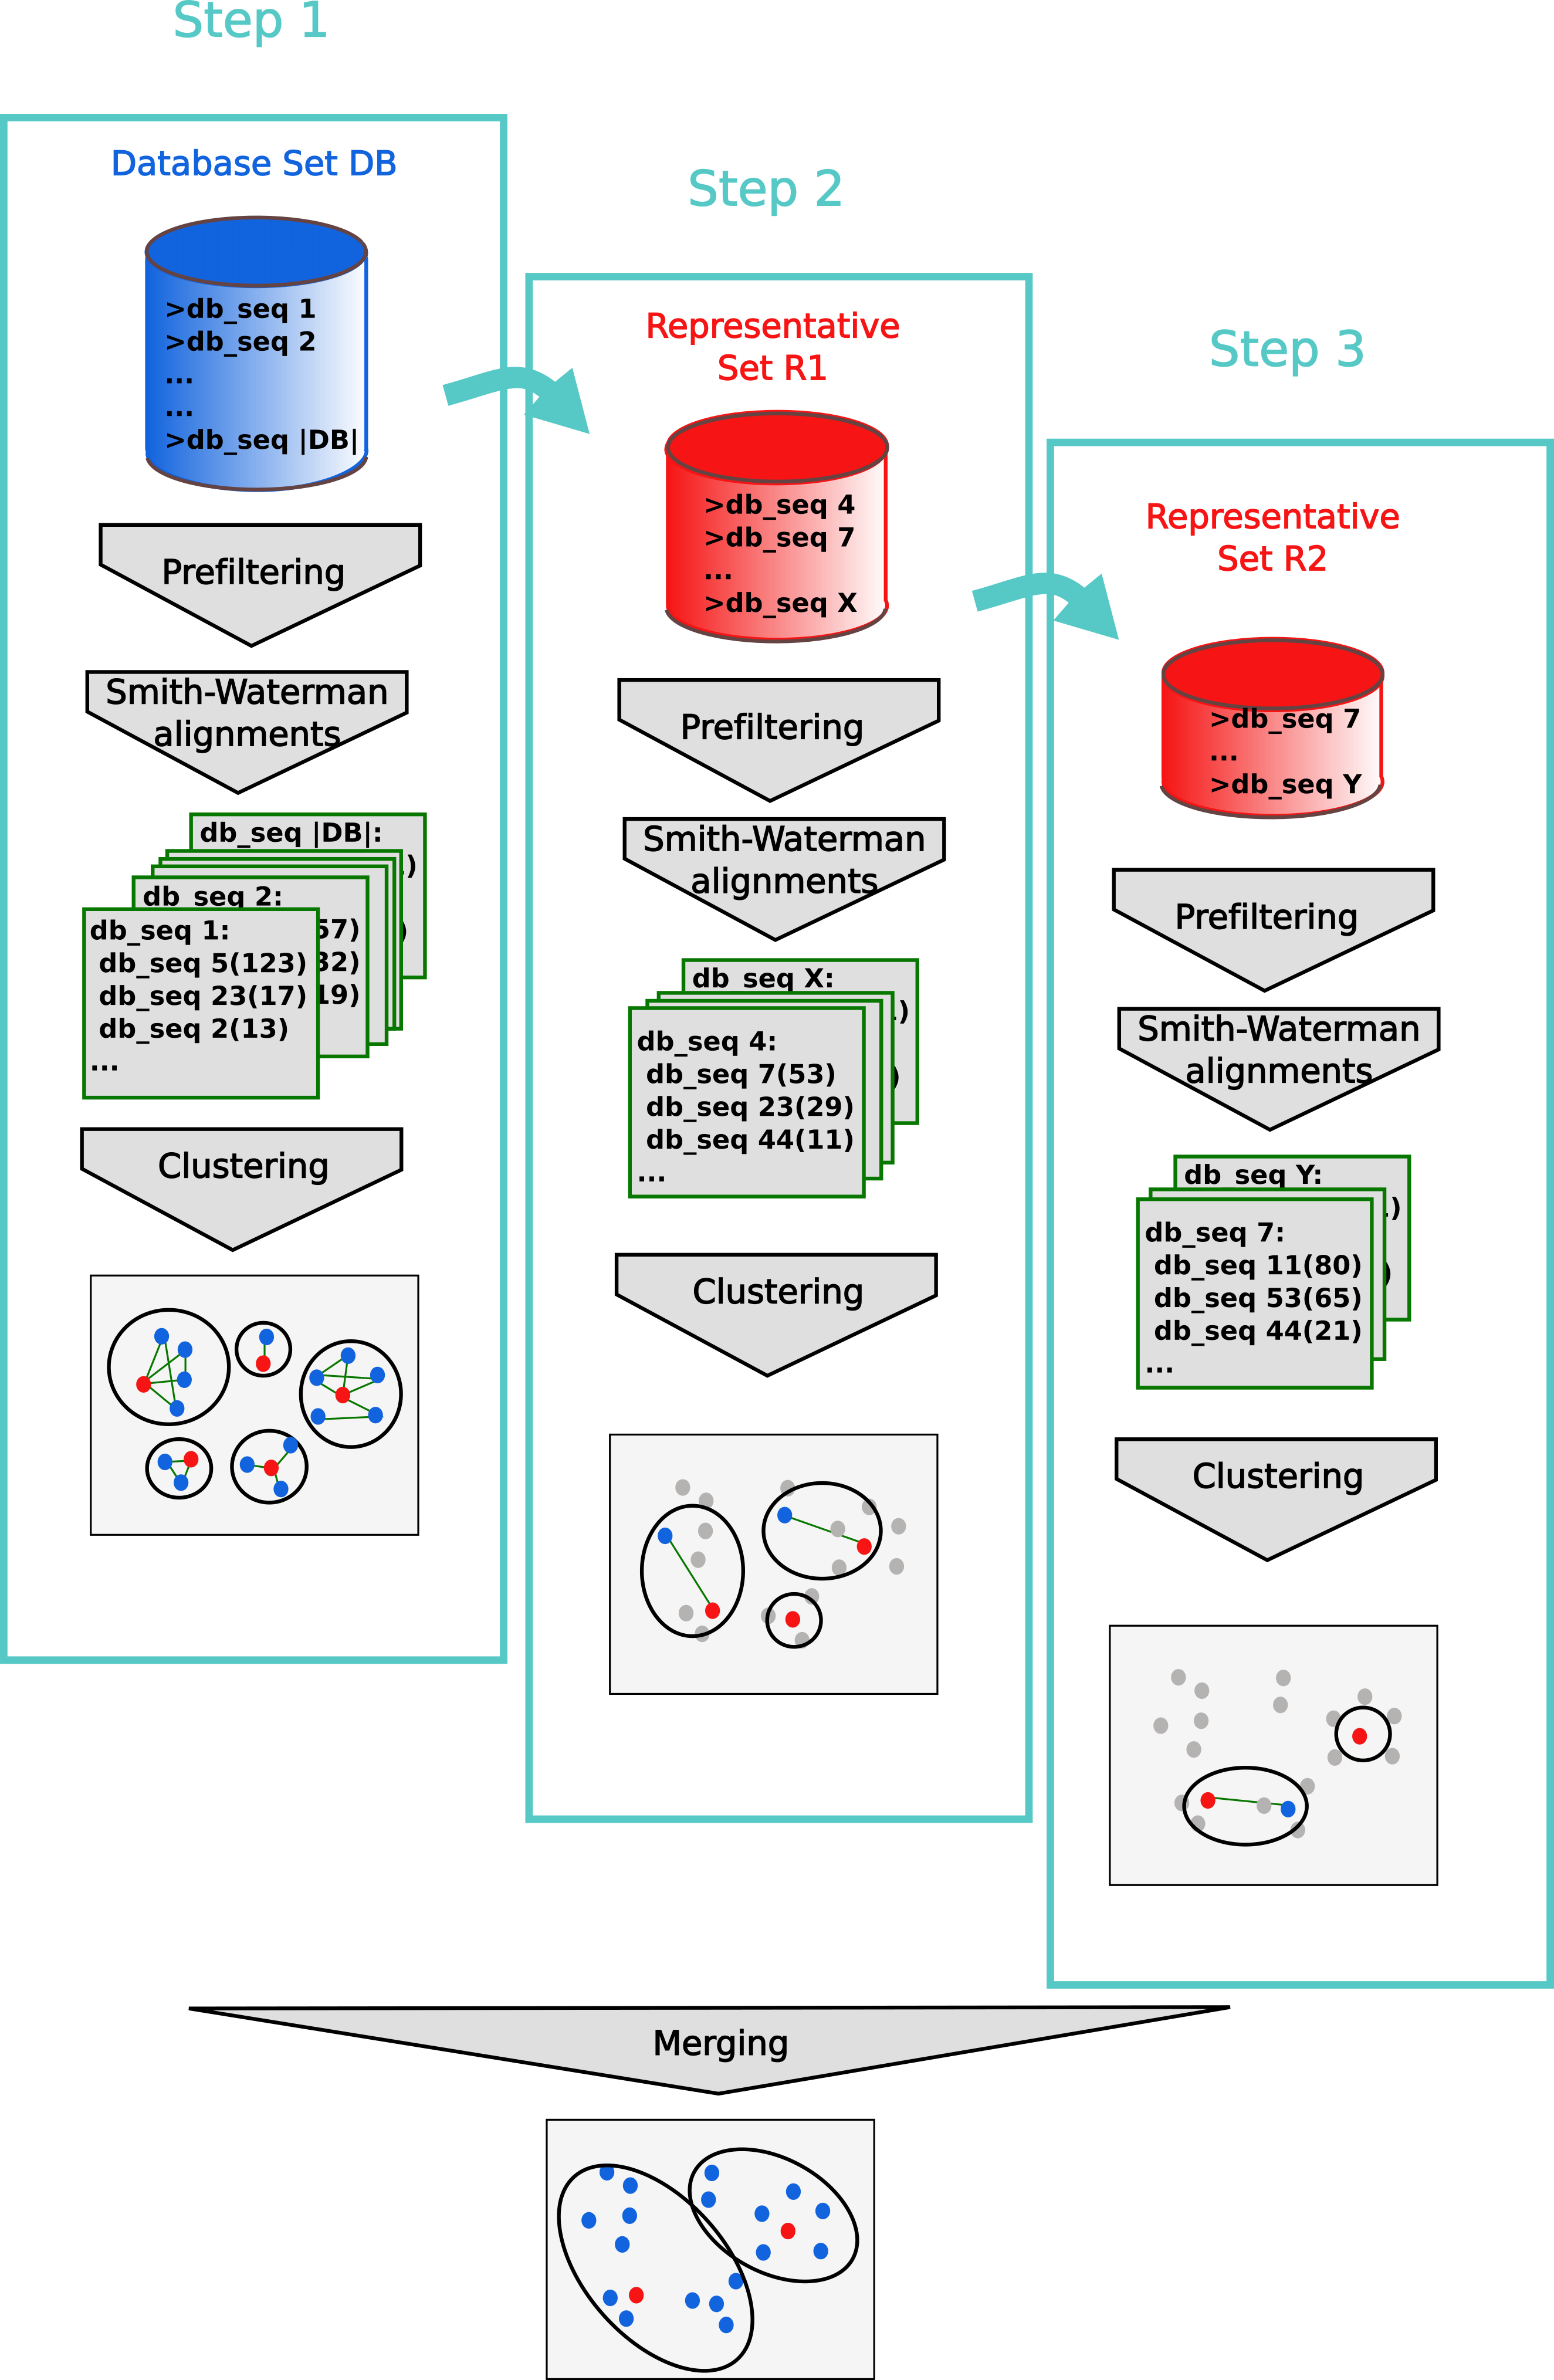 Step 1
Database Set DB
>db_seq 1
>db_seq 2
...
...
>db_seq |DB|
Prefiltering
Smith-Waterman
alignments
db_seq |DB|:
)
db_seq 2:
57)
32)
19)
)
db_seq 1:
db_seq 5(123)
db_seq 23(17)
db_seq 2(13)
...
Clustering
Step 2
Representative
Set R1
>db_seq 4
>db_seq 7
...
>db_seq X
Prefiltering
Smith-Waterman
alignments
db_seq X:
)
)
db_seq 4:
db_seq 7(53)
db_seq 23(29)
db_seq 44(11)
...
Clustering
Step 3
Representative
Set R2
>db_seq 7
...
>db_seq Y
Prefiltering
Smith-Waterman
alignments
db_seq Y:
)
)
db_seq 7:
db_seq 11(80)
db_seq 53(65)
db_seq 44(21)
...
Clustering
Merging